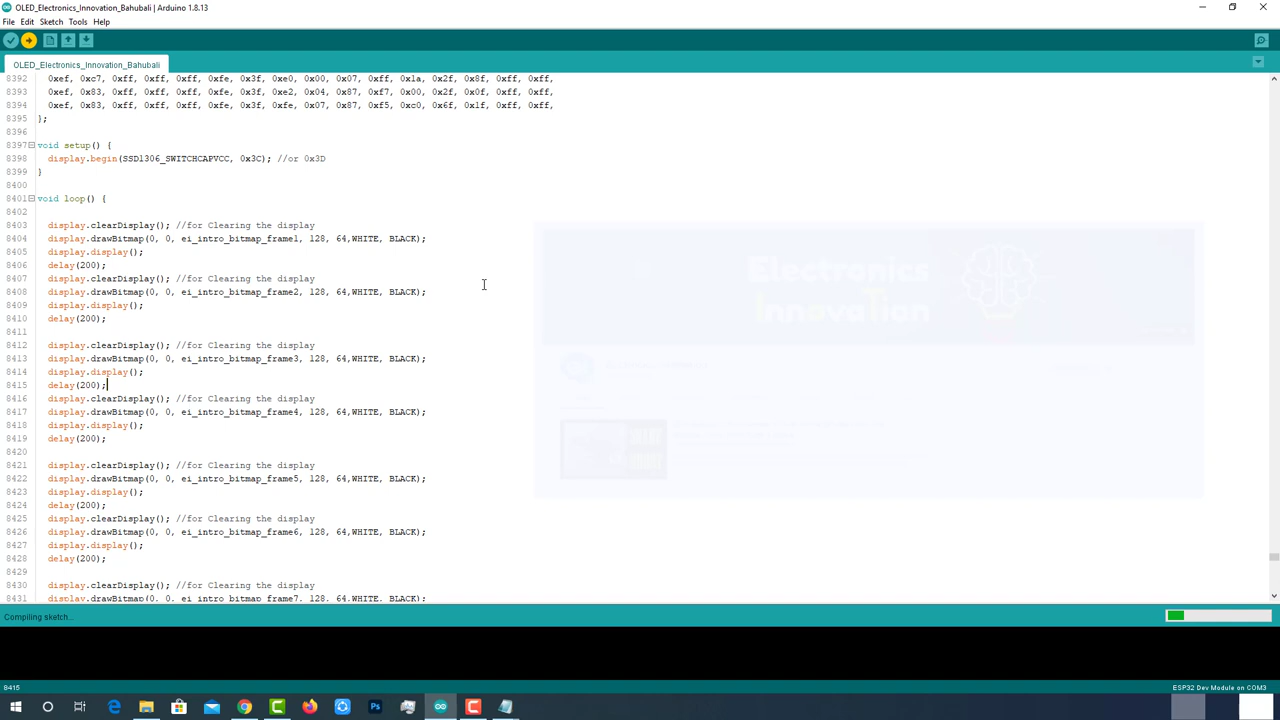 OLED_Electronics_Innovation_Bahubali | Arduino 1.8.13
File Edit Sketch Tools Help
OLED_Electronics_Innovation_Bahubali
8392 0xef, 0xc7, 0xff, 0xff, 0xff, 0xfe, 0x3f, 0xe0, 0x00, 0x07, 0xff, 0x1a, 0x2f, 0x8f, 0xff, 0xff,
8393 0xef, 0x83, 0xff, 0xff, 0xff, 0xfe, 0x3f, 0xe2, 0x04, 0x87, 0xf7, 0x00, 0x2f, 0x0f, 0xff, 0xff,
8394 0xef, 0x83, 0xff, 0xff, 0xff, 0xfe, 0x3f, 0xfe, 0x07, 0x87, 0xf5, 0xc0, 0x6f, 0x1f, 0xff, 0xff,
8395 };
8396
8397 void setup() {
8398 display.begin(SSD1306_SWITCHCAPVCC, 0x3C); //or 0x3D
8399 }
8400
8401 void loop() {
8402
8403 display.clearDisplay(); //for Clearing the display
8404 display.drawBitmap(0, 0, ei_intro_bitmap_frame1, 128, 64,WHITE, BLACK);
8405 display.display();
8406 delay(200);
8407 display.clearDisplay(); //for Clearing the display
8408 display.drawBitmap(0, 0, ei_intro_bitmap_frame2, 128, 64,WHITE, BLACK);
8409 display.display();
8410 delay(200);
8411
8412 display.clearDisplay(); //for Clearing the display
8413 display.drawBitmap(0, 0, ei_intro_bitmap_frame3, 128, 64,WHITE, BLACK);
8414 display.display();
8415 delay(200);
8416 display.clearDisplay(); //for Clearing the display
8417 display.drawBitmap(0, 0, ei_intro_bitmap_frame4, 128, 64,WHITE, BLACK);
8418 display.display();
8419 delay(200);
8420
8421 display.clearDisplay(); //for Clearing the display
8422 display.drawBitmap(0, 0, ei_intro_bitmap_frame5, 128, 64,WHITE, BLACK);
8423 display.display();
8424 delay(200);
8425 display.clearDisplay(); //for Clearing the display
8426 display.drawBitmap(0, 0, ei_intro_bitmap_frame6, 128, 64,WHITE, BLACK);
8427 display.display();
8428 delay(200);
8429
8430 display.clearDisplay(); //for Clearing the display
8431 display.drawBitmap(0, 0, ei_intro_bitmap_frame7, 128, 64,WHITE, BLACK);
Electronics
Innovation
Compiling sketch...
8415
ESP32 Dev Module on COM3